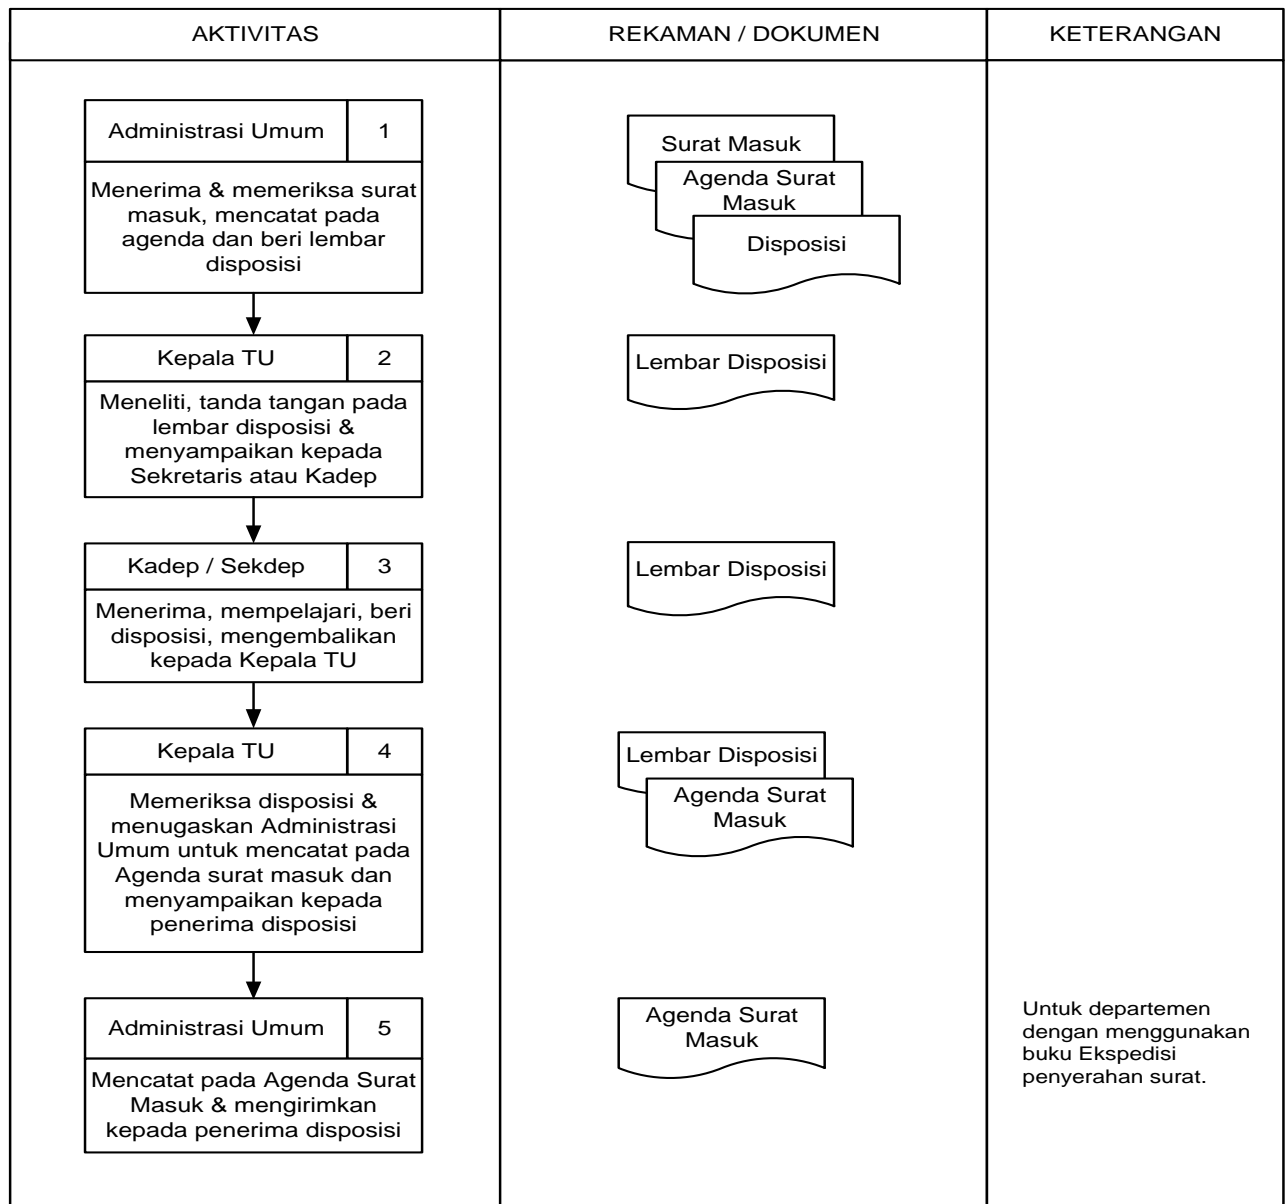 AKTIVITAS
REKAMAN / DOKUMEN
KETERANGAN
Administrasi Umum
1
Menerima & memeriksa surat
masuk, mencatat pada
agenda dan beri lembar
disposisi
Surat Masuk
Agenda Surat
Masuk
Disposisi
Kepala TU
2
Meneliti, tanda tangan pada
lembar disposisi &
menyampaikan kepada
Sekretaris atau Kadep
Lembar Disposisi
Kadep / Sekdep
3
Menerima, mempelajari, beri
disposisi, mengembalikan
kepada Kepala TU
Lembar Disposisi
Kepala TU
4
Memeriksa disposisi &
menugaskan Administrasi
Umum untuk mencatat pada
Agenda surat masuk dan
menyampaikan kepada
penerima disposisi
Lembar Disposisi
Agenda Surat
Masuk
Administrasi Umum
5
Mencatat pada Agenda Surat
Masuk & mengirimkan
kepada penerima disposisi
Agenda Surat
Masuk
Untuk departemen
dengan menggunakan
buku Ekspedisi
penyerahan surat.